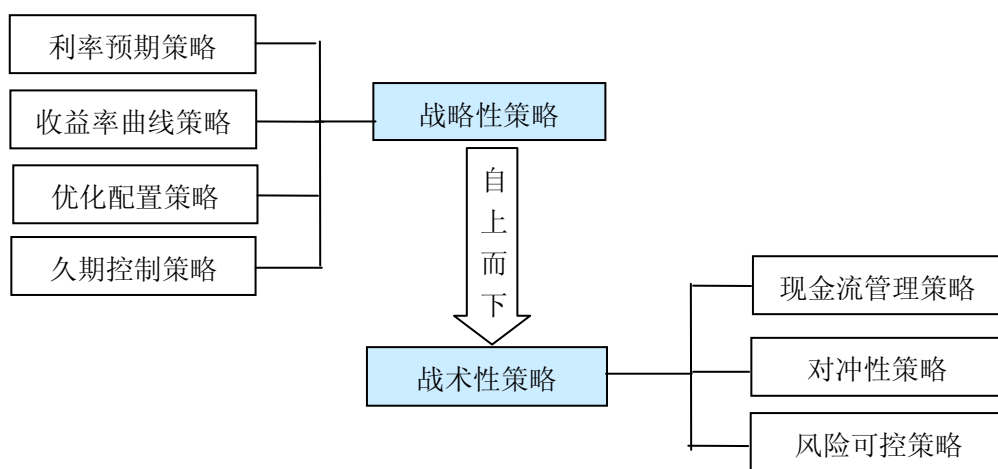 利率预期策略
收益率曲线策略
优化配置策略
久期控制策略
战略性策略
自
上
而
下
战术性策略
现金流管理策略
对冲性策略
风险可控策略